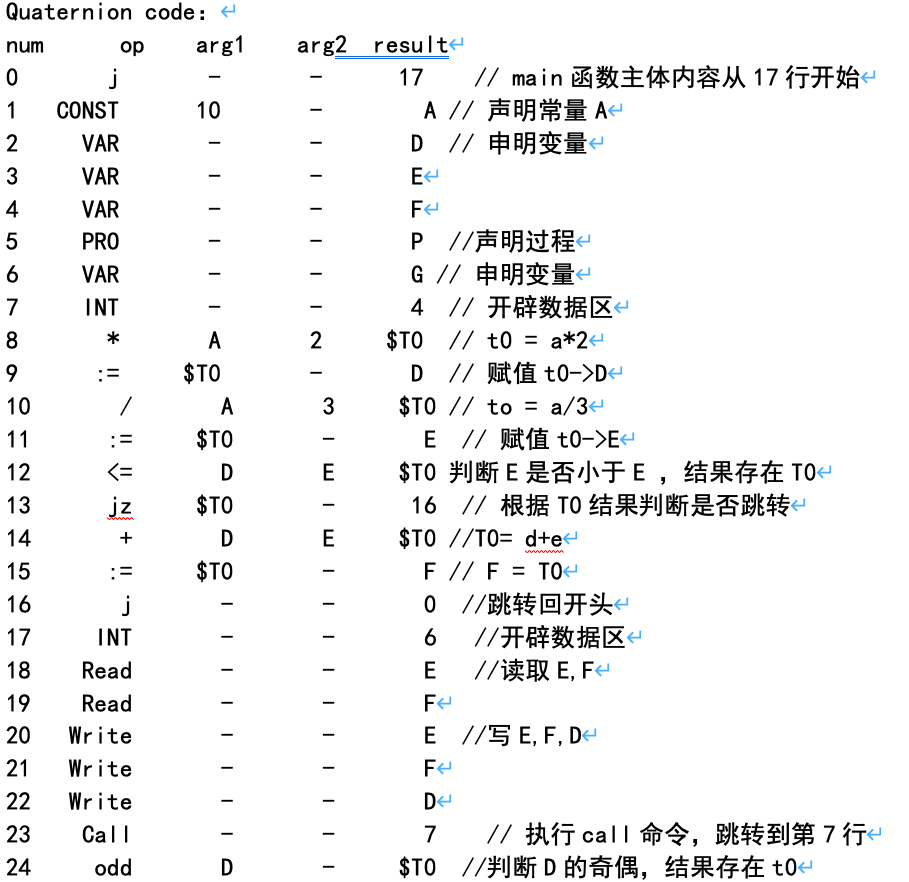 Quaternion code：
num op arg1 arg2 result
0 j - - 17 // main 函数主体内容从 17 行开始
1 CONST 10 - A // 声明常量 A
2 VAR - - D // 申明变量
3 VAR - - E
4 VAR - - F
5 PRO - - P //声明过程
6 VAR - - G // 申明变量
7 INT - - 4 // 开辟数据区
8 * A 2 $T0 // t0 = a*2
9 := $T0 - D // 赋值 t0->D
10 / A 3 $T0 // to = a/3
11 := $T0 - E // 赋值 t0->E
12 <= D E $T0 判断 E 是否小于 E ，结果存在 T0
13 jz $T0 - 16 // 根据 T0 结果判断是否跳转
14 + D E $T0 //T0= d+e
15 := $T0 - F // F = T0
16 j - - 0 //跳转回开头
17 INT - - 6 //开辟数据区
18 Read - - E //读取 E,F
19 Read - - F
20 Write - - E //写 E,F,D
21 Write - - F
22 Write - - D
23 Call - - 7 // 执行 call 命令，跳转到第 7 行
24 odd D - $T0 //判断 D 的奇偶，结果存在 t0